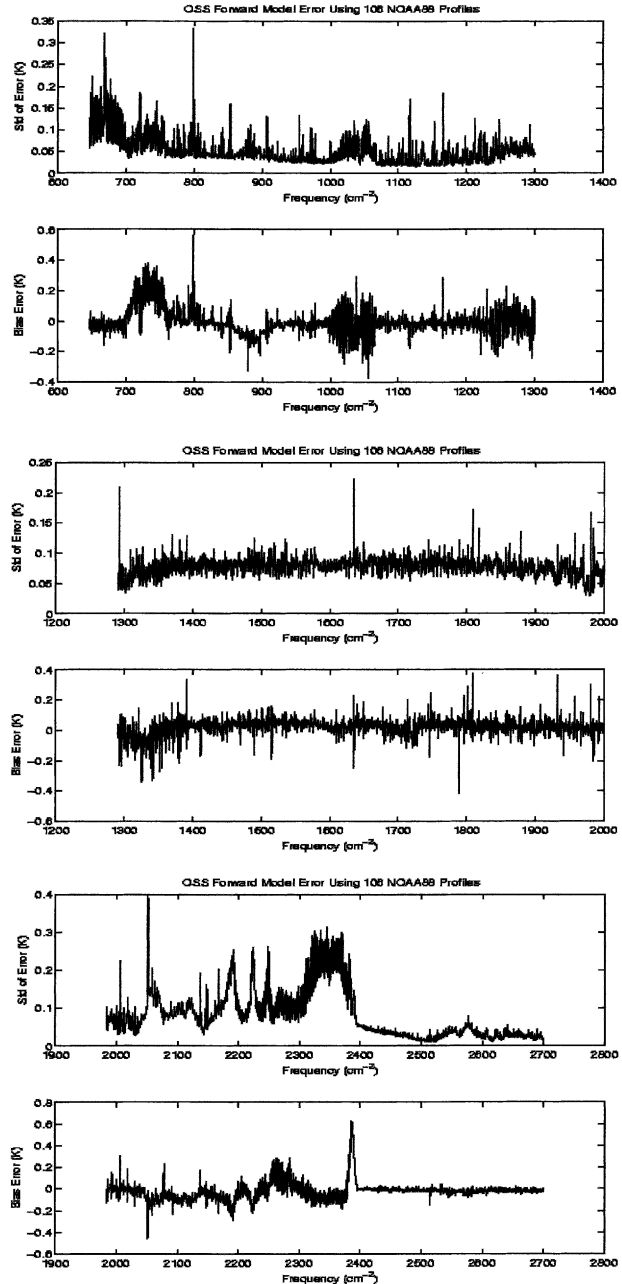 OSS Forward Model Error Using 106 NOAA88 Profiles
Std of Error (K)
0.35
0.3
0.25
0.2
0.15
0.1
0.05
0
600 700 800 900 1000 1100 1200 1300 1400
Frequency (cm⁻²)
Bias Error (K)
0.6
0.4
0.2
0
−0.2
−0.4
600 700 800 900 1000 1100 1200 1300 1400
Frequency (cm⁻²)
OSS Forward Model Error Using 106 NOAA88 Profiles
Std of Error (K)
0.25
0.2
0.15
0.1
0.05
0
1200 1300 1400 1500 1600 1700 1800 1900 2000
Frequency (cm⁻²)
Bias Error (K)
0.4
0.2
0
−0.2
−0.4
−0.6
1200 1300 1400 1500 1600 1700 1800 1900 2000
Frequency (cm⁻²)
OSS Forward Model Error Using 106 NOAA88 Profiles
Std of Error (K)
0.4
0.3
0.2
0.1
0
1900 2000 2100 2200 2300 2400 2500 2600 2700 2800
Frequency (cm⁻²)
Bias Error (K)
0.8
0.6
0.4
0.2
0
−0.2
−0.4
−0.6
1900 2000 2100 2200 2300 2400 2500 2600 2700 2800
Frequency (cm⁻²)